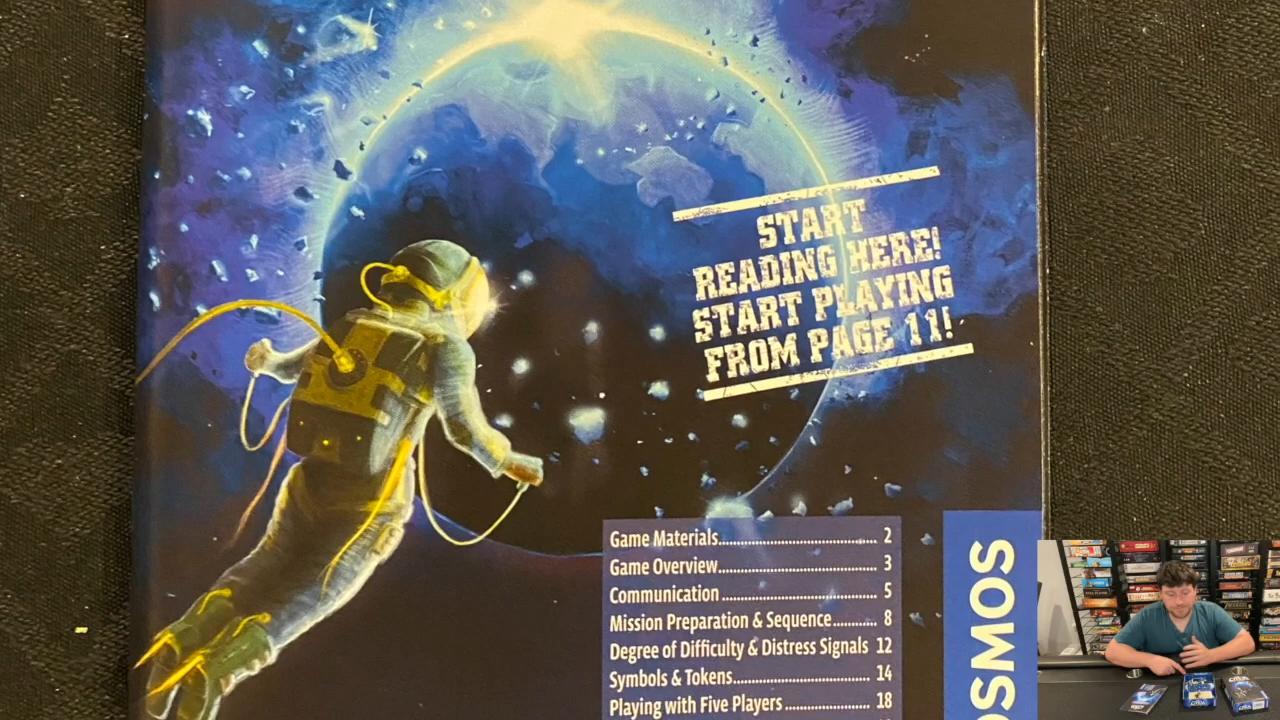 START
READING HERE!
START PLAYING
FROM PAGE 11!
Game Materials.................................................... 2
Game Overview.................................................... 3
Communication .................................................. 5
Mission Preparation & Sequence............ 8
Degree of Difficulty & Distress Signals 12
Symbols & Tokens................................................ 14
Playing with Five Players .............................. 18
OSMOS